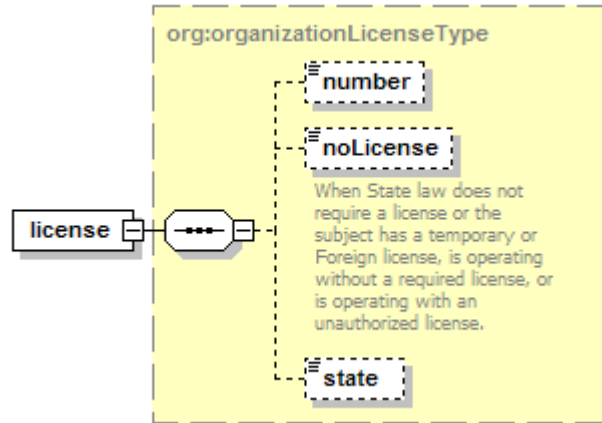 org:organizationLicenseType
number
noLicense
When State law does not
require a license or the
subject has a temporary or
Foreign license, is operating
without a required license, or
is operating with an
unauthorized license.
license
state